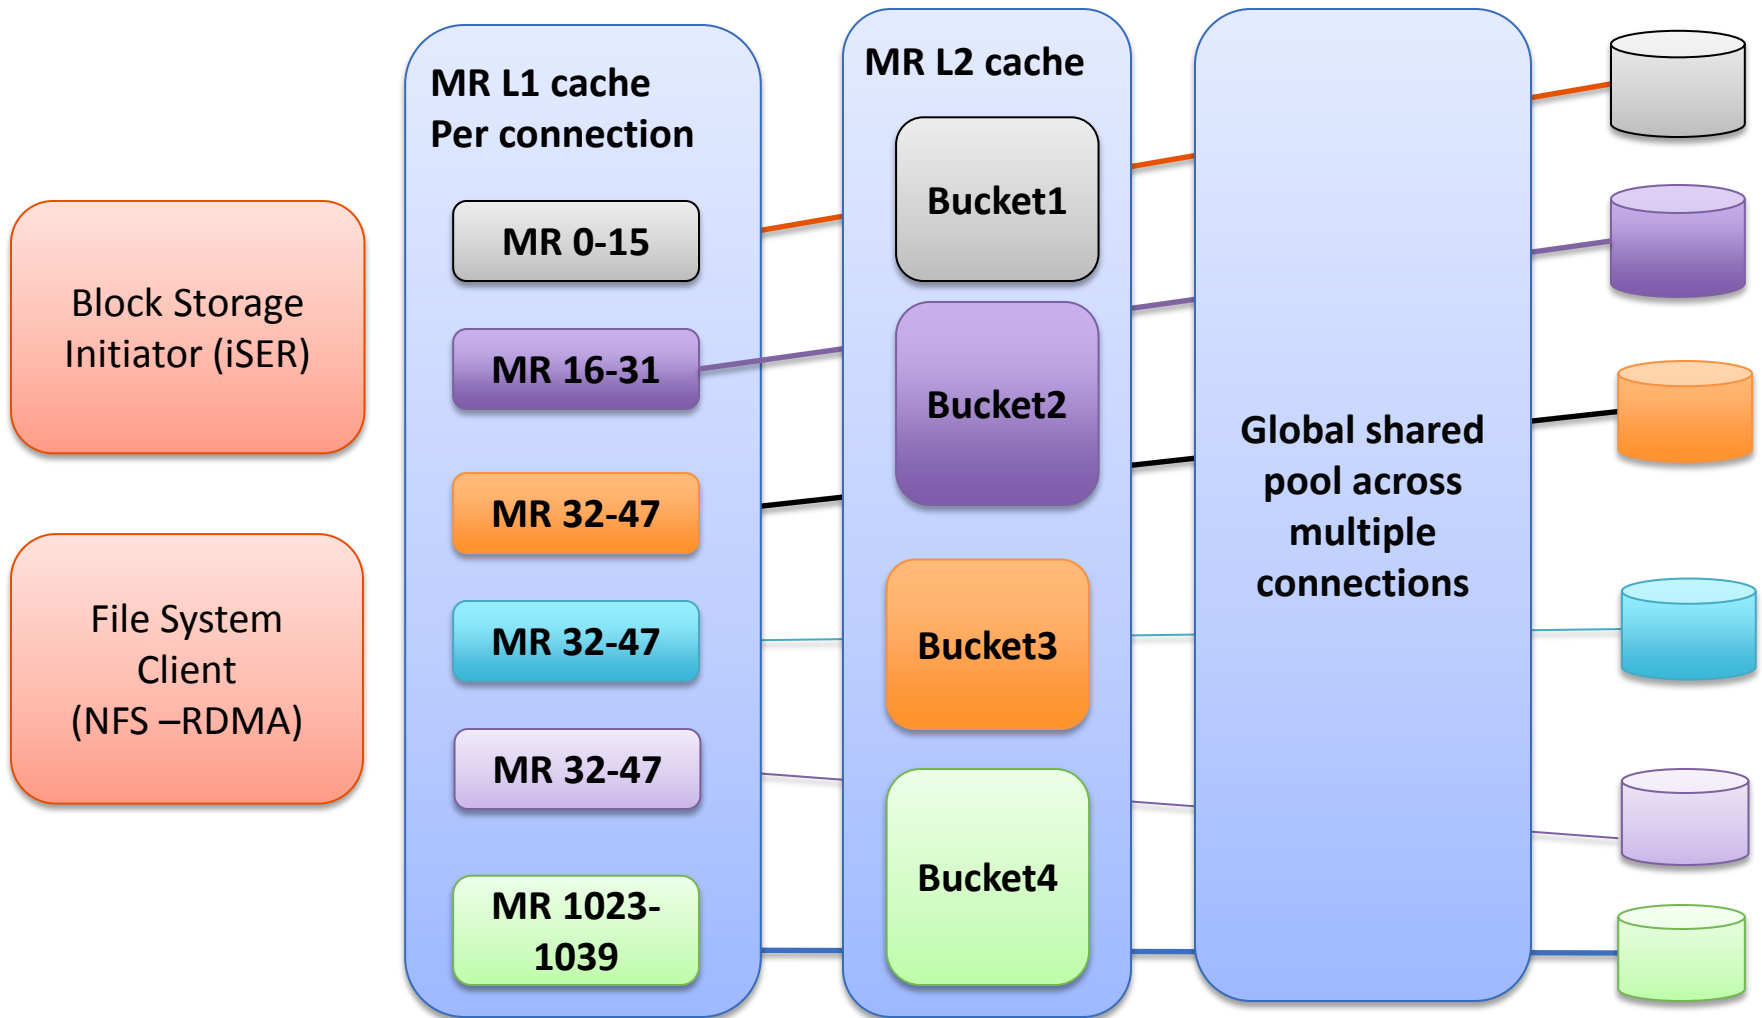 Block Storage
Initiator (iSER)
File System
Client
(NFS –RDMA)
MR L1 cache
Per connection
MR 0-15
MR 16-31
MR 32-47
MR 32-47
MR 32-47
MR 1023-
1039
MR L2 cache
Bucket1
Bucket2
Bucket3
Bucket4
Global shared
pool across
multiple
connections